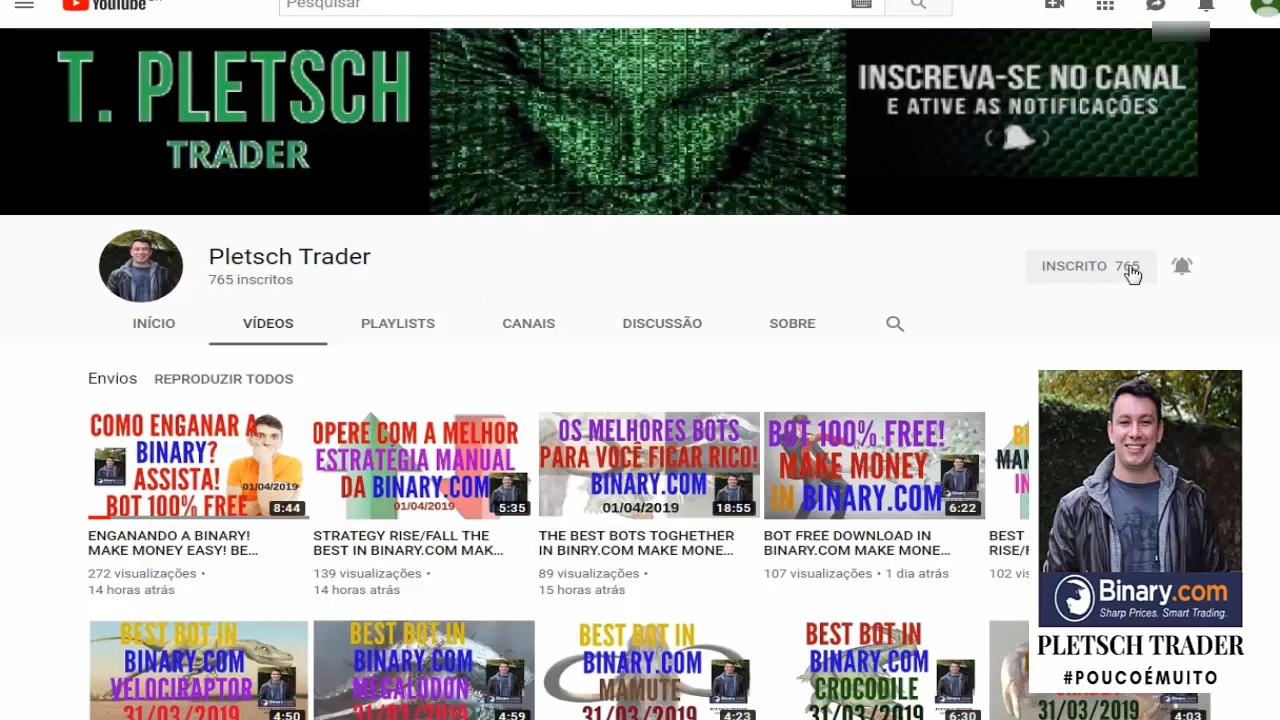 YouTube
Pesquisar
T. PLETSCH
TRADER
INSCREVA-SE NO CANAL
E ATIVE AS NOTIFICAÇÕES
Pletsch Trader
765 inscritos
INSCRITO 765
INÍCIO
VÍDEOS
PLAYLISTS
CANAIS
DISCUSSÃO
SOBRE
Envios
REPRODUZIR TODOS
COMO ENGANAR A
BINARY?
ASSISTA!
01/04/2019
BOT 100% FREE
8:44
OPERE COM A MELHOR
ESTRATÉGIA MANUAL
DA BINARY.COM
01/04/2019
5:35
OS MELHORES BOTS
PARA VOCÊ FICAR RICO!
BINARY.COM
01/04/2019
18:55
BOT 100% FREE!
MAKE MONEY
IN BINARY.COM
6:22
ENGANANDO A BINARY!
MAKE MONEY EASY! BE...
272 visualizações •
14 horas atrás
STRATEGY RISE/FALL THE
BEST IN BINARY.COM MAK...
139 visualizações •
14 horas atrás
THE BEST BOTS TOGHETHER
IN BINRY.COM MAKE MONE...
89 visualizações •
15 horas atrás
BOT FREE DOWNLOAD IN
BINARY.COM MAKE MONE...
107 visualizações • 1 dia atrás
BEST
RISE/F
102 vis
BEST BOT IN
BINARY.COM
VELOCIRAPTOR
31/03/2019
4:50
BEST BOT IN
BINARY.COM
MEGALODON
31/03/2019
4:59
BEST BOT IN
BINARY.COM
MAMUTE
31/03/2019
4:23
BEST BOT IN
BINARY.COM
CROCODILE
31/03/2019
6:30
31/03/2019
4:03
Binary.com
Sharp Prices. Smart Trading.
PLETSCH TRADER
#POUCOÉMUITO